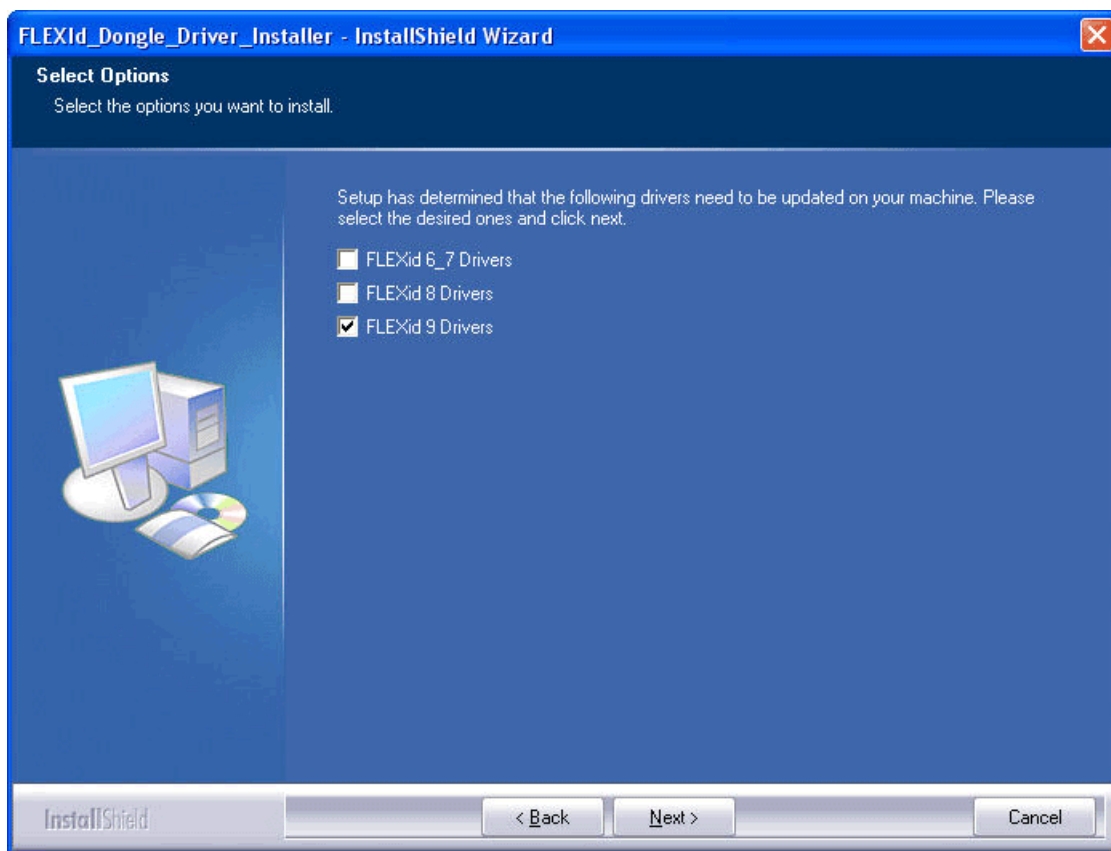 FLEXId_Dongle_Driver_Installer - InstallShield Wizard
Select Options
Select the options you want to install.
Setup has determined that the following drivers need to be updated on your machine. Please
select the desired ones and click next.
FLEXid 6_7 Drivers
FLEXid 8 Drivers
FLEXid 9 Drivers
InstallShield
< Back
Next >
Cancel